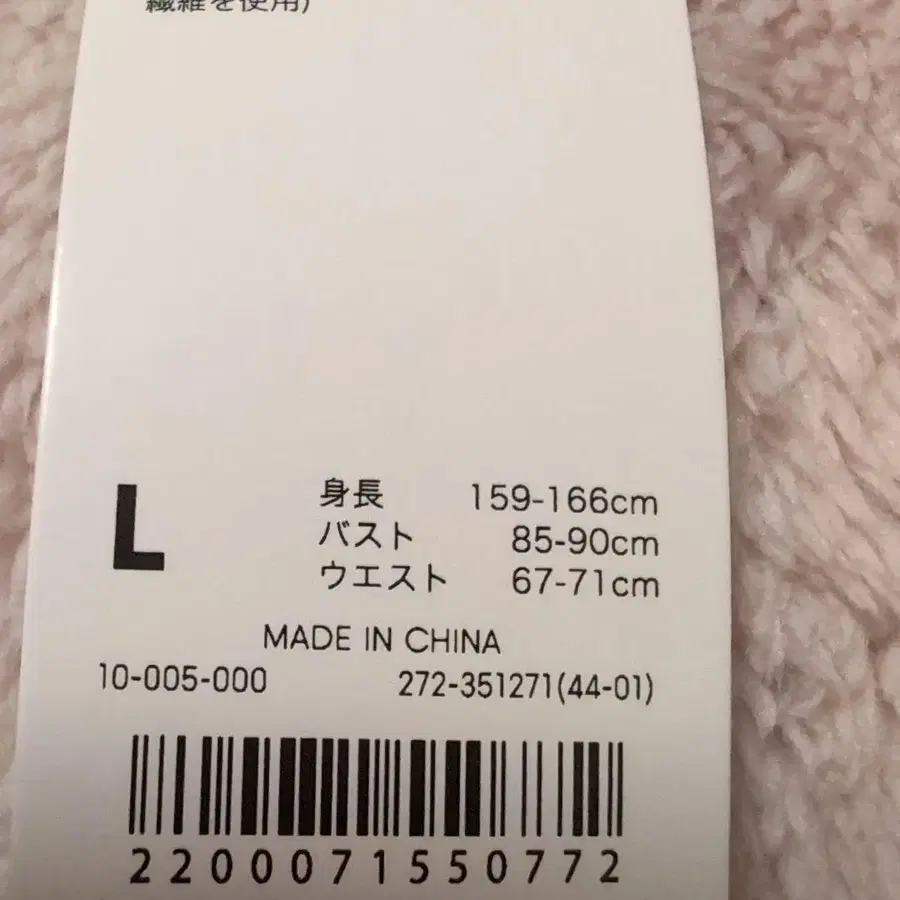 繊維を使用)
L
身長 159-166cm
バスト 85-90cm
ウエスト 67-71cm
MADE IN CHINA
10-005-000 272-351271(44-01)
2200071550772